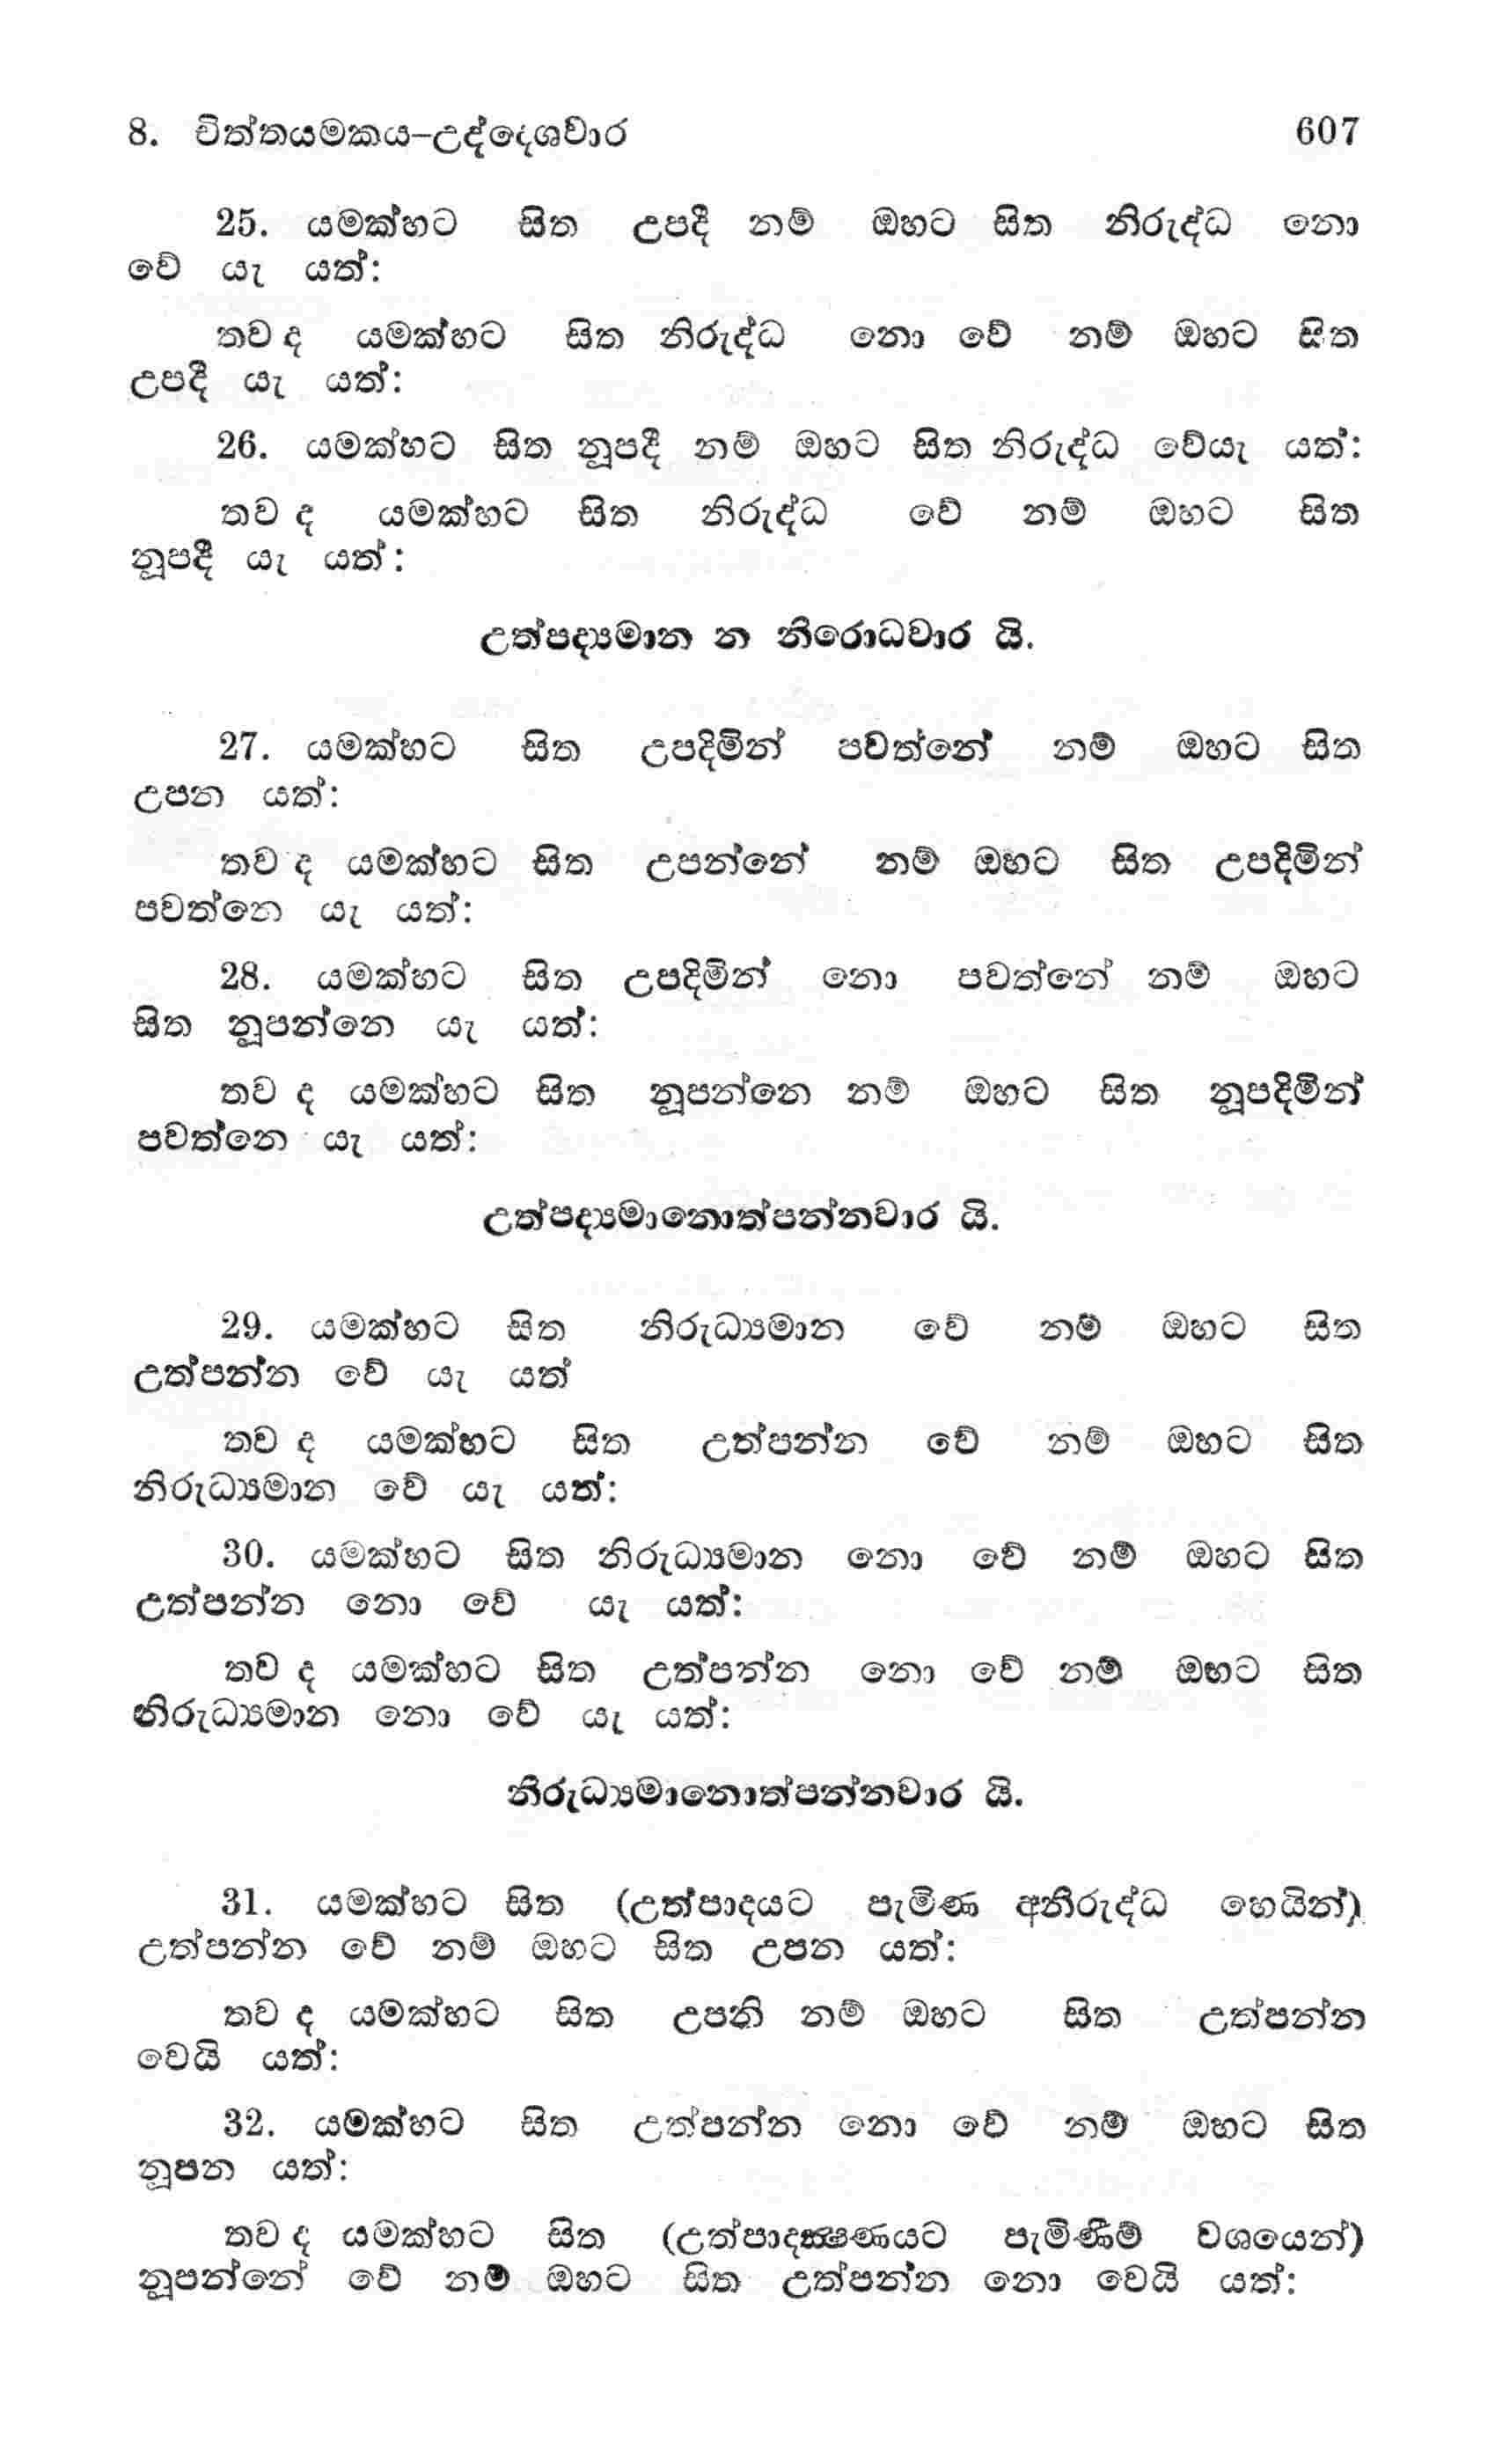 8. චිත්තයමකය–උද්දෙශවාර 607
25. යමක්හට සිත උපදී නම් ඔහට සිත නිරුද්ධ නො
වේ යැ යත්:
තව ද යමක්හට සිත නිරුද්ධ නො වේ නම් ඔහට සිත
උපදී යැ යත්:
26. යමක්හට සිත නූපදී නම් ඔහට සිත නිරුද්ධ වේයැ යත්:
තව ද යමක්හට සිත නිරුද්ධ වේ නම් ඔහට සිත
නූපදී යැ යත්:
උත්පද්‍යමාන න නිරොධවාර යි.
27. යමක්හට සිත උපදිමින් පවත්නේ නම් ඔහට සිත
උපන යත්:
තව ද යමක්හට සිත උපන්නේ නම් ඔහට සිත උපදිමින්
පවත්නෙ යැ යත්:
28. යමක්හට සිත උපදිමින් නො පවත්නේ නම් ඔහට
සිත නූපන්නෙ යැ යත්:
තව ද යමක්හට සිත නූපන්නෙ නම් ඔහට සිත නූපදිමින්
පවත්නෙ යැ යත්:
උත්පද්‍යමානොත්පන්නවාර යි.
29. යමක්හට සිත නිරුධ්‍යමාන වේ නම් ඔහට සිත
උත්පන්න වේ යැ යත්
තව ද යමක්හට සිත උත්පන්න වේ නම් ඔහට සිත
නිරුධ්‍යමාන වේ යැ යත්:
30. යමක්හට සිත නිරුධ්‍යමාන නො වේ නම් ඔහට සිත
උත්පන්න නො වේ යැ යත්:
තව ද යමක්හට සිත උත්පන්න නො වේ නම් ඔහට සිත
නිරුධ්‍යමාන නො වේ යැ යත්:
නිරුධ්‍යමානොත්පන්නවාර යි.
31. යමක්හට සිත (උත්පාදයට පැමිණ අනිරුද්ධ හෙයින්)
උත්පන්න වේ නම් ඔහට සිත උපන යත්:
තව ද යමක්හට සිත උපනි නම් ඔහට සිත උත්පන්න
වෙයි යත්:
32. යමක්හට සිත උත්පන්න නො වේ නම් ඔහට සිත
නූපන යත්:
තව ද යමක්හට සිත (උත්පාදක්‍ෂණයට පැමිණීම් වශයෙන්)
නූපන්නේ වේ නම් ඔහට සිත උත්පන්න නො වෙයි යත්: